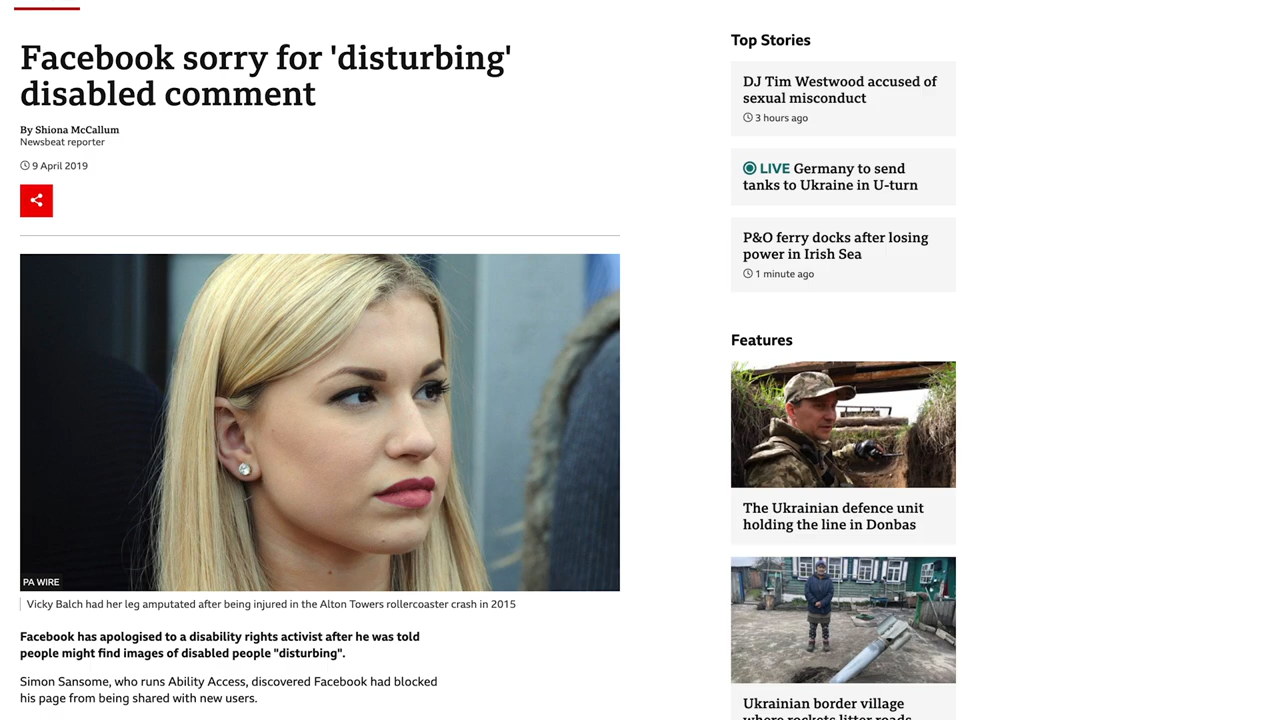 Facebook sorry for 'disturbing'
disabled comment
By Shiona McCallum
Newsbeat reporter
9 April 2019
PA WIRE
Vicky Balch had her leg amputated after being injured in the Alton Towers rollercoaster crash in 2015
Facebook has apologised to a disability rights activist after he was told
people might find images of disabled people "disturbing".
Simon Sansome, who runs Ability Access, discovered Facebook had blocked
his page from being shared with new users.
Top Stories
DJ Tim Westwood accused of
sexual misconduct
3 hours ago
LIVE Germany to send
tanks to Ukraine in U-turn
P&O ferry docks after losing
power in Irish Sea
1 minute ago
Features
The Ukrainian defence unit
holding the line in Donbas
Ukrainian border village
where rockets litter roads